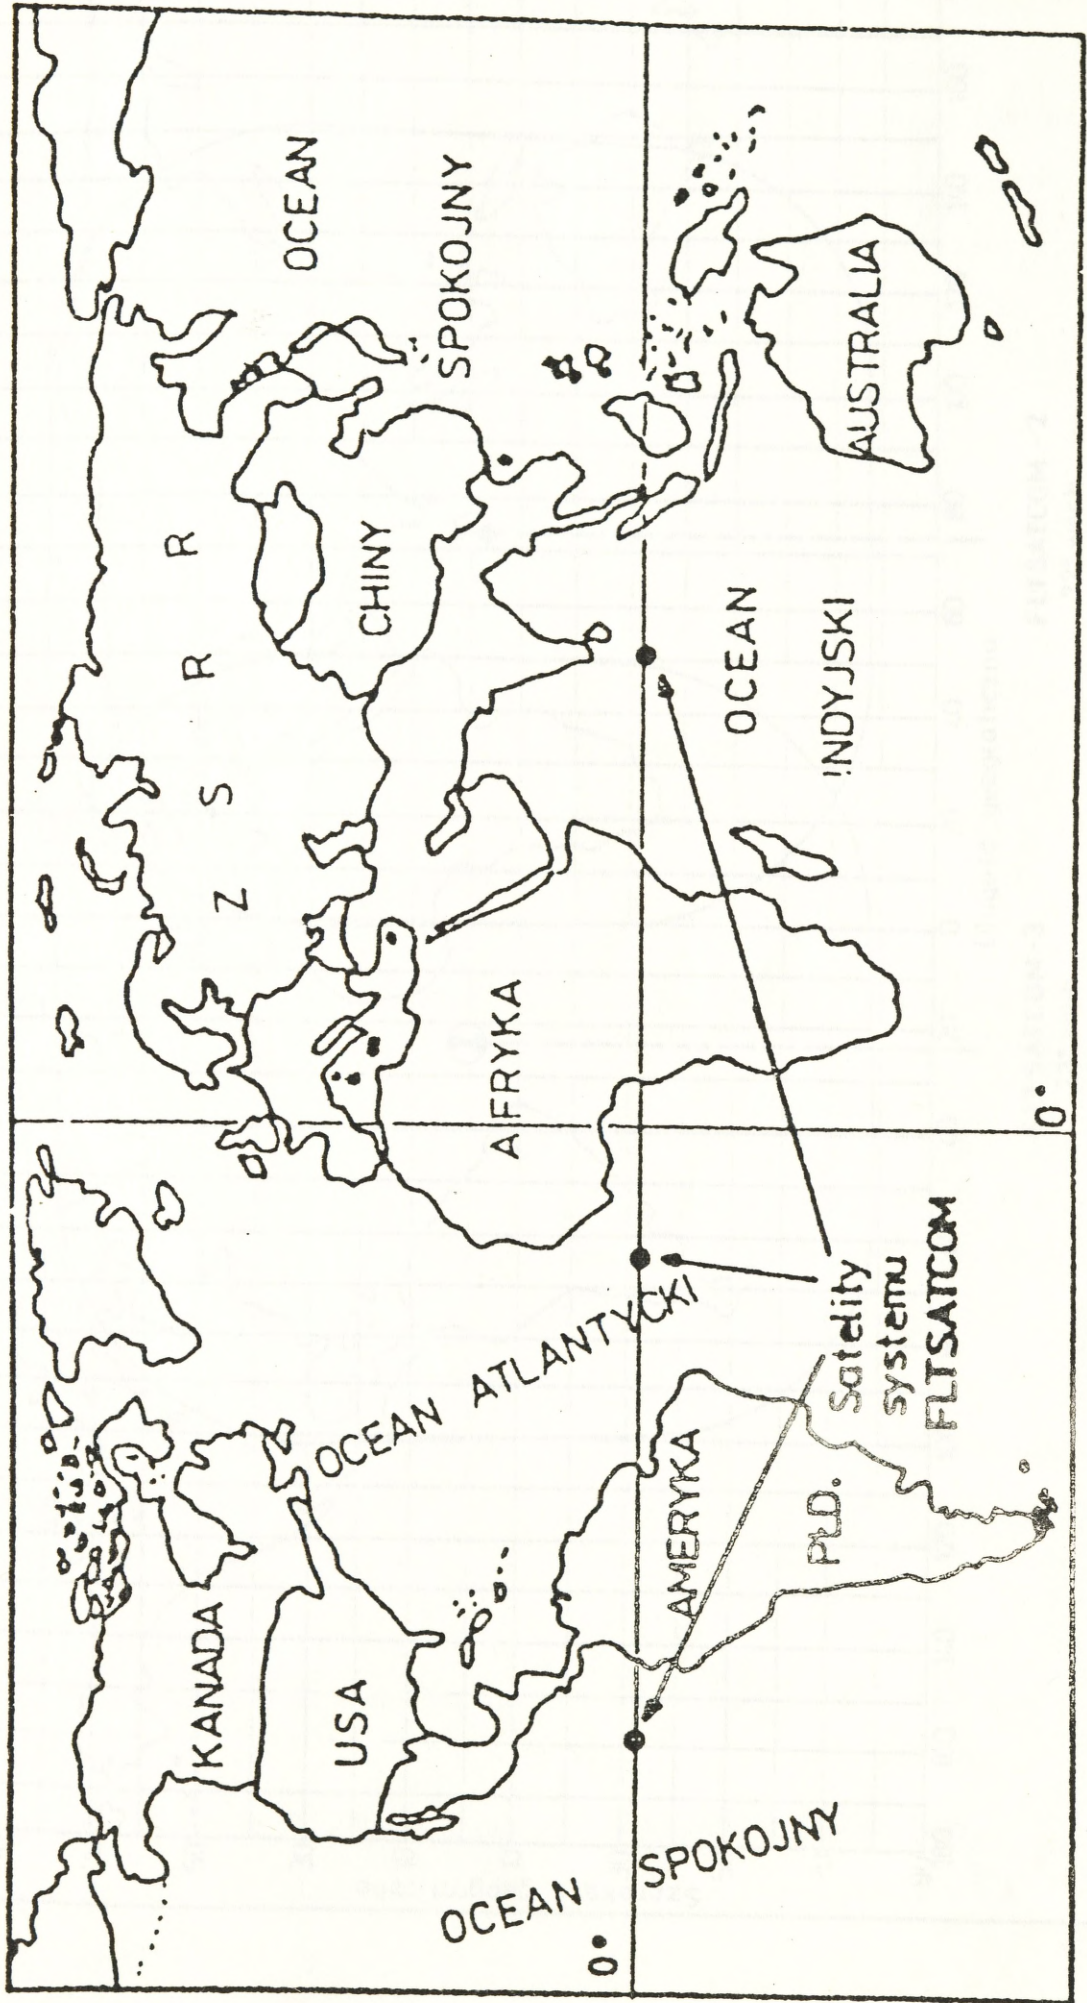 KANADA
USA
OCEAN ATLANTYCKI
OCEAN SPOKOJNY
0°
AMERYKA
PŁD.
Z S R R
CHINY
OCEAN
SPOKOJNY
AFRYKA
OCEAN
INDYJSKI
AUSTRALIA
Satelity
systemu
FLTSATCOM
0°